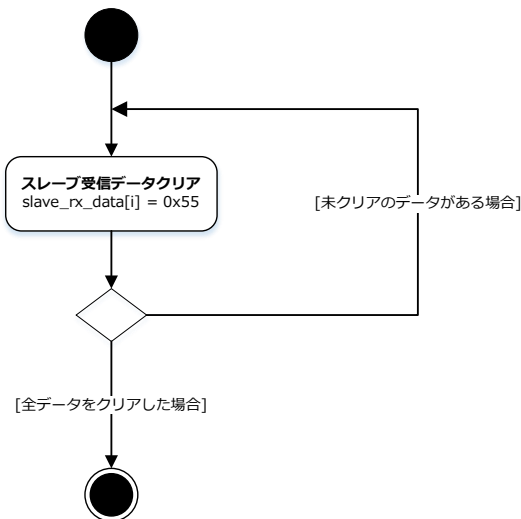 スレーブ受信データクリア
slave_rx_data[i] = 0x55
[未クリアのデータがある場合]
[全データをクリアした場合]